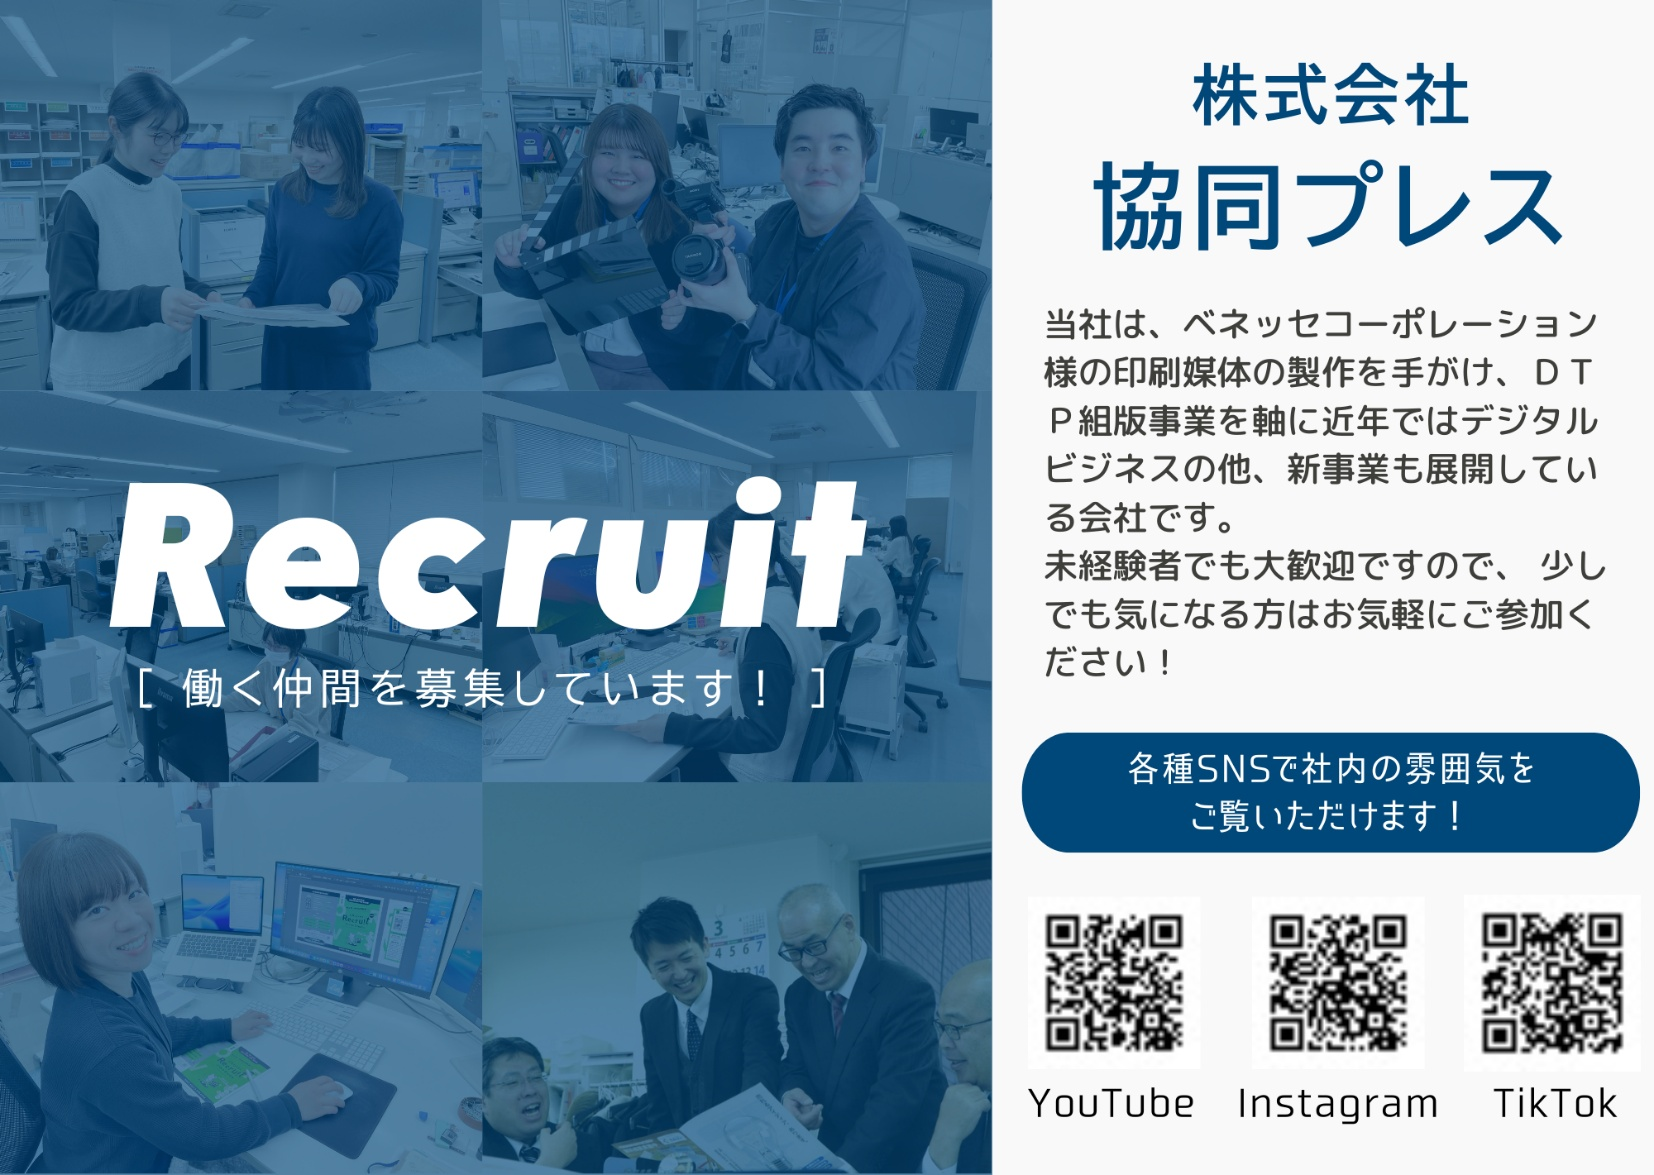 Recruit
［ 働く仲間を募集しています！ ］
株式会社
協同プレス
当社は、ベネッセコーポレーション
様の印刷媒体の製作を手がけ、ＤＴ
Ｐ組版事業を軸に近年ではデジタル
ビジネスの他、新事業も展開してい
る会社です。
未経験者でも大歓迎ですので、 少し
でも気になる方はお気軽にご参加く
ださい！
各種SNSで社内の雰囲気を
ご覧いただけます！
YouTube
Instagram
TikTok
Recruit
3
4 5 6 7